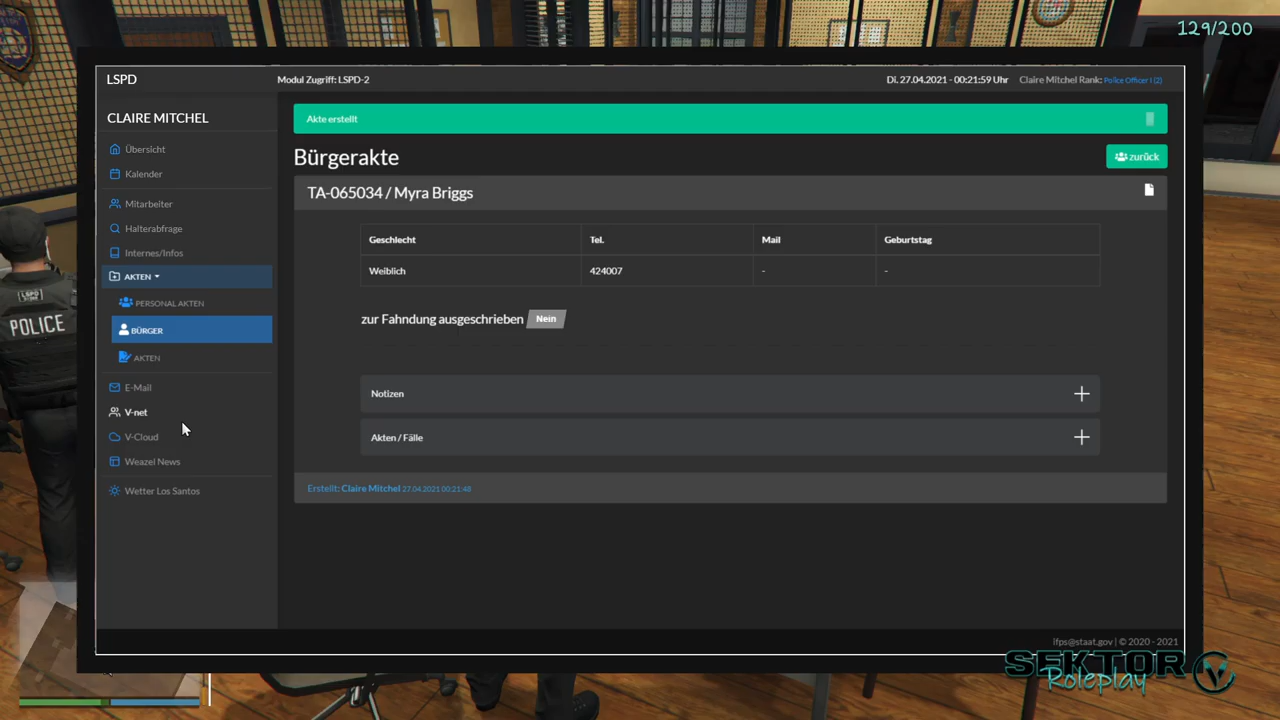 129/200
LSPD
Modul Zugriff: LSPD-2
Di. 27.04.2021 - 00:21:59 Uhr
Claire Mitchel Rank: Police Officer I (2)
CLAIRE MITCHEL
Übersicht
Kalender
Mitarbeiter
Halterabfrage
Internes/Infos
AKTEN
PERSONAL AKTEN
BÜRGER
AKTEN
E-Mail
V-net
V-Cloud
Weazel News
Wetter Los Santos
Akte erstellt
Bürgerakte
zurück
TA-065034 / Myra Briggs
Geschlecht Tel. Mail Geburtstag
Weiblich 424007 - -
zur Fahndung ausgeschrieben Nein
Notizen
Akten / Fälle
Erstellt: Claire Mitchel 27.04.2021 00:21:48
lfps@staat.gov | © 2020 - 2021
LSPD
POLICE
SEKTOR V
Roleplay